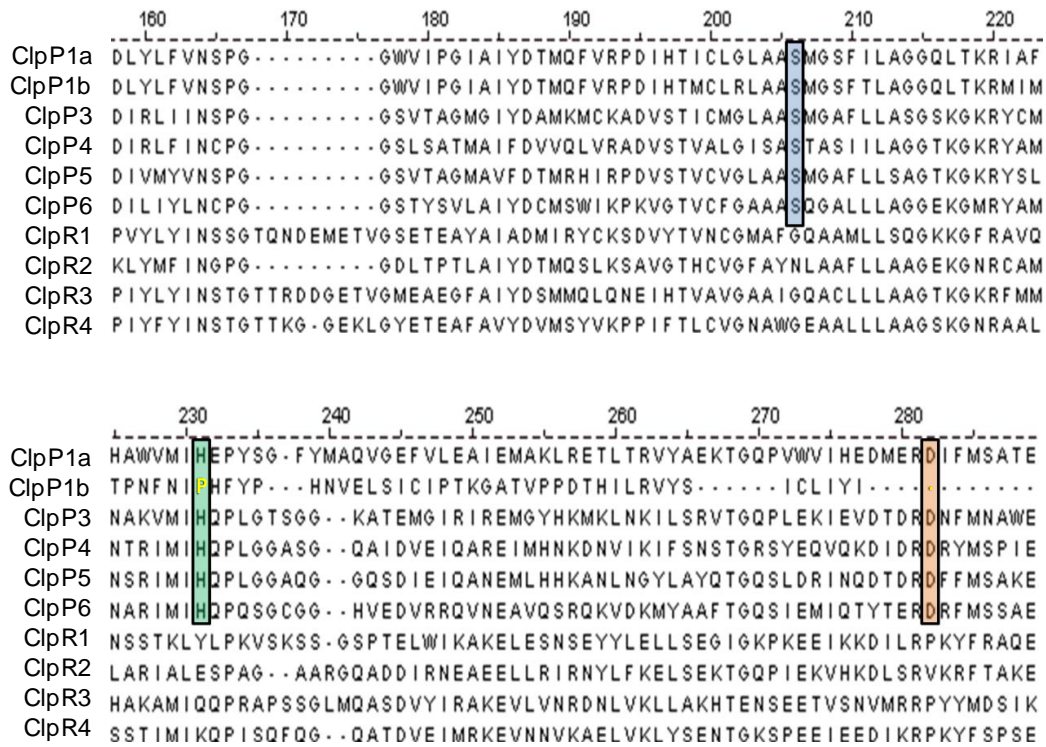 160 170 180 190 200 210 220
ClpP1a DLYLFVNSPG·········GWVIPGIAIYDTMQFVRPDIHTICLGLAASMGSFILAGGQLTKRIAF
ClpP1b DLYLFVNSPG·········GWVIPGIAIYDTMQFVRPDIHTMCLRLAASMGSFTLAGGQLTKRMIM
ClpP3 DIRLIINSPG·········GSVTAGMGIYDAMKMCKADVSTICMGLAASMGAFLLASGSKGKRYCM
ClpP4 DIRLFINCPG·········GSLSATMAIFDVVQLVRADVSTVALGISASTASIILAGGTKGKRYAM
ClpP5 DIVMYVNSPG·········GSVTAGMAVFDTMRHIRPDVSTVCVGLAASMGAFLLSAGTKGKRYSL
ClpP6 DILIYLNCPG·········GSTYSVLAIYDCMSWIKPKVGTVCFGAAASQGALLLAGGEKGMRYAM
ClpR1 PVYLYINSSGTQNDEMETVGSETEAYAIADMIRYCKSDVYTVNCGMAFGQAAMLLSQGKKGFRAVQ
ClpR2 KLYMFINGPG·········GDLTPTLAIYDTMQSLKSAVGTHCVGFAYNLAAFLLAAGEKGNRCAM
ClpR3 PIYLYINSTGTTRDDGETVGMEAEGFAIYDSMMQLQNEIHTVAVGAAIGQACLLLAAGTKGKRFMM
ClpR4 PIYFYINSTGTTKG·GEKLGYETEAFAVYDVMSYVKPPIFTLCVGNAWGEAALLLAAGSKGNRAAL
230 240 250 260 270 280
ClpP1a HAWVMIHEPYSG·FYMAQVGEFVLEAIEMAKLRETLTRVYAEKTGQPVWVIHEDMERDIFMSATE
ClpP1b TPNFNIPHFYP··HNVELSICIPTKGATVPPDTHILRVYS······ICLIYI·············
ClpP3 NAKVMIHQPLGTSGG··KATEMGIRIREMGYHKMKLNKILSRVTGQPLEKIEVDTDRDNFMNAWE
ClpP4 NTRIMIHQPLGGASG··QAIDVEIQAREIMHNKDNVIKIFSNSTGRSYEQVQKDIDRDRYMSPIE
ClpP5 NSRIMIHQPLGGAQG··GQSDIEIQANEMLHHKANLNGYLAYQTGQSLDRINQDTDRDFFMSAKE
ClpP6 NARIMIHQPQSGCGG··HVEDVRRQVNEAVQSRQKVDKMYAAFTGQSIEMIQTYTERDRFMSSAE
ClpR1 NSSTKLYLPKVSKSS·GSPTELWIKAKELESNSEYYLELLSEGIGKPKEEIKKDILRPKYFRAQE
ClpR2 LARIALESPAG··AARGQADDIRNEAEELLRIRNYLFKELSEKTGQPIEKVHKDLSRVKRFTAKE
ClpR3 HAKAMIQQPRAPSSGLMQASDVYIRAKEVLVNRDNLVKLLAKHTENSEETVSNVMRRPYYMDSIK
ClpR4 SSTIMIKQPISQFQG··QATDVEIMRKEVNNVKAELVKLYSENTGKSPEEIEEDIKRPKYFSPSE